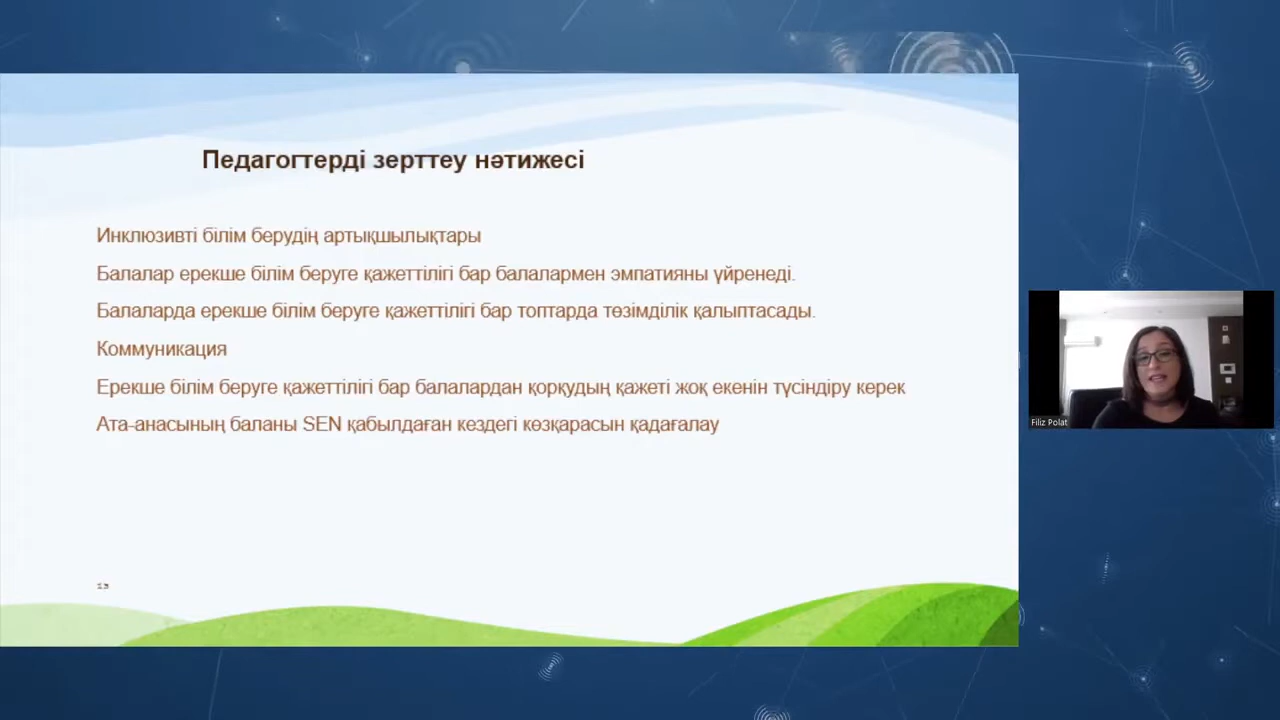 Педагогтерді зерттеу нәтижесі
Инклюзивті білім берудің артықшылықтары
Балалар ерекше білім беруге қажеттілігі бар балалармен эмпатияны үйренеді.
Балаларда ерекше білім беруге қажеттілігі бар топтарда төзімділік қалыптасады.
Коммуникация
Ерекше білім беруге қажеттілігі бар балалардан қорқудың қажеті жоқ екенін түсіндіру керек
Ата-анасының баланы SEN қабылдаған кездегі көзқарасын қадағалау
Filiz Polat